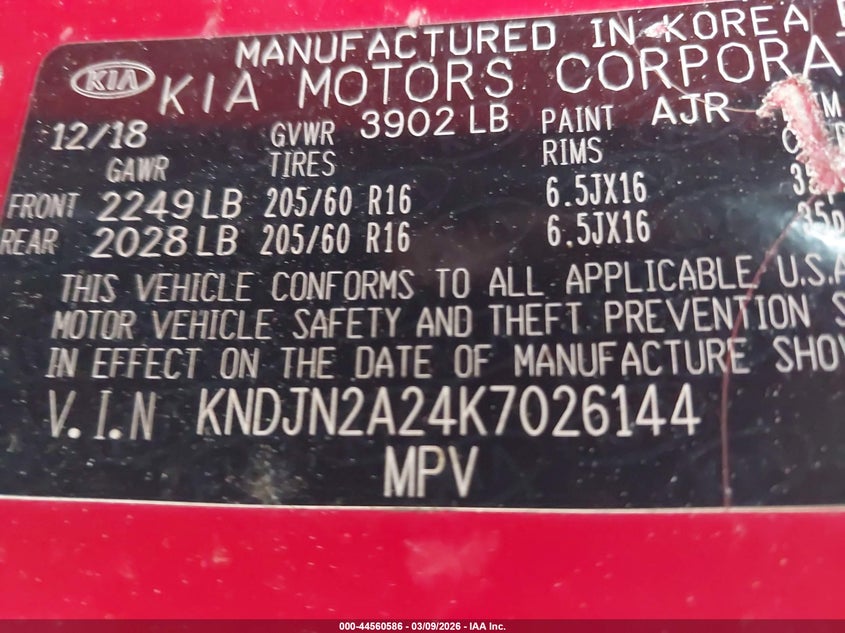 MANUFACTURED IN KOREA
KIA KIA MOTORS CORPORA
12/18 GVWR 3902 LB PAINT AJR
GAWR TIRES RIMS
FRONT 2249 LB 205/60 R16 6.5JX16
REAR 2028 LB 205/60 R16 6.5JX16 35p
THIS VEHICLE CONFORMS TO ALL APPLICABLE U.S.A
MOTOR VEHICLE SAFETY AND THEFT PREVENTION S
IN EFFECT ON THE DATE OF MANUFACTURE SHOW
V.I.N KNDJN2A24K7026144
MPV
000-44560586 - 03/09/2026 - IAA Inc.